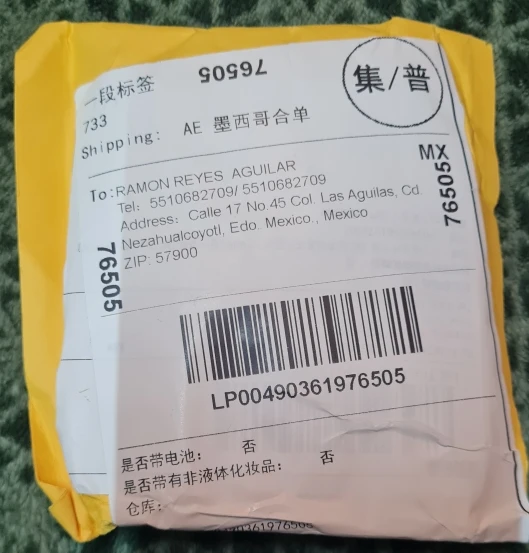 76505
一段标签
集/普
733
Shipping: AE 墨西哥合单
MX
To:RAMON REYES AGUILAR
Tel: 5510682709/ 5510682709
Address: Calle 17 No.45 Col. Las Aguilas, Cd.
Nezahualcoyotl, Edo. Mexico., Mexico
ZIP: 57900
76505
76505
LP00490361976505
是否带电池: 否
是否带有非液体化妆品: 否
仓库: